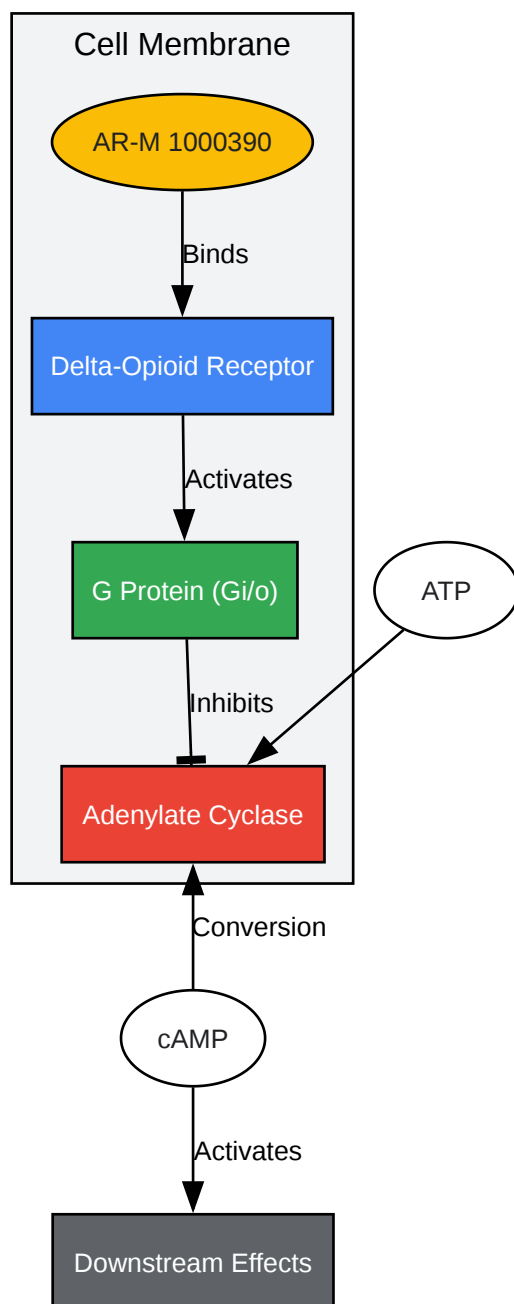 Cell Membrane
AR-M 1000390
Binds
Delta-Opioid Receptor
Activates
G Protein (Gi/o)
ATP
Inhibits
Adenylate Cyclase
Conversion
cAMP
Activates
Downstream Effects